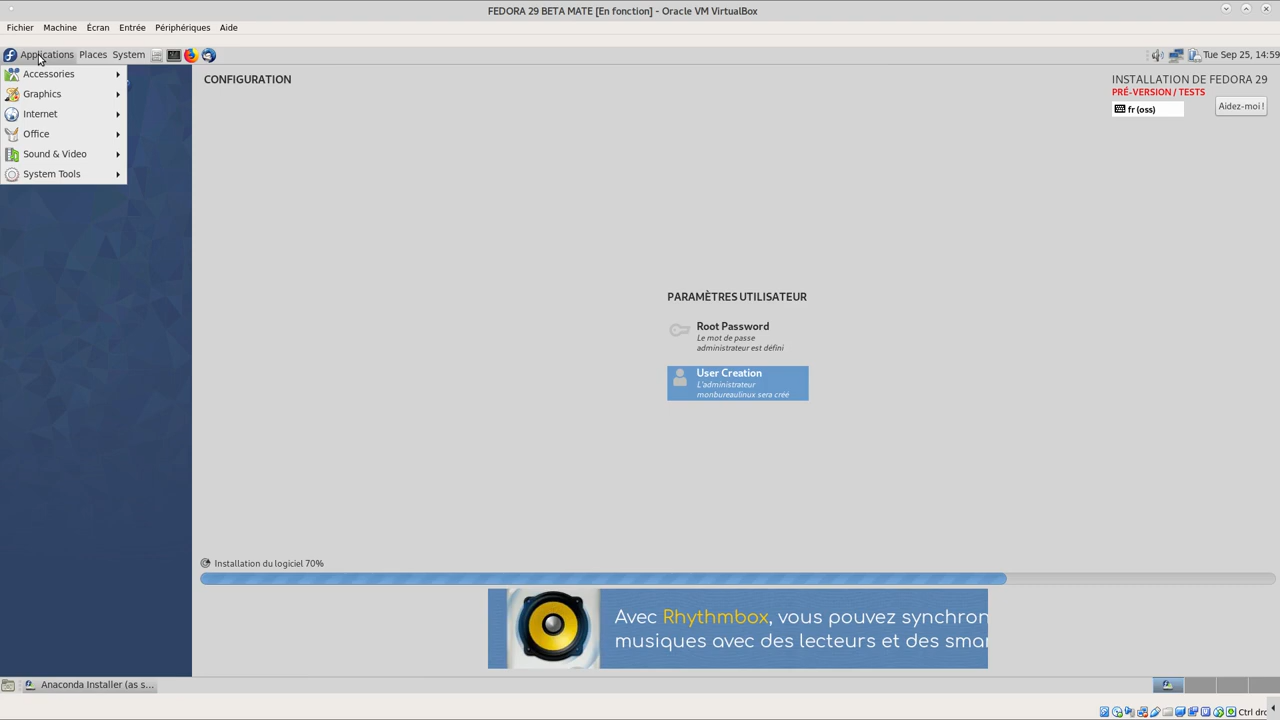 FEDORA 29 BETA MATE [En fonction] - Oracle VM VirtualBox
Fichier Machine Écran Entrée Périphériques Aide
Applications Places System
Tue Sep 25, 14:59
Accessories
Graphics
Internet
Office
Sound & Video
System Tools
CONFIGURATION
INSTALLATION DE FEDORA 29
PRÉ-VERSION / TESTS
fr (oss)
Aidez-moi !
PARAMÈTRES UTILISATEUR
Root Password
Le mot de passe
administrateur est défini
User Creation
L'administrateur
monbureaulinux sera créé
Installation du logiciel 70%
Avec Rhythmbox, vous pouvez synchron
musiques avec des lecteurs et des smar
Anaconda Installer (as s...
Ctrl dro